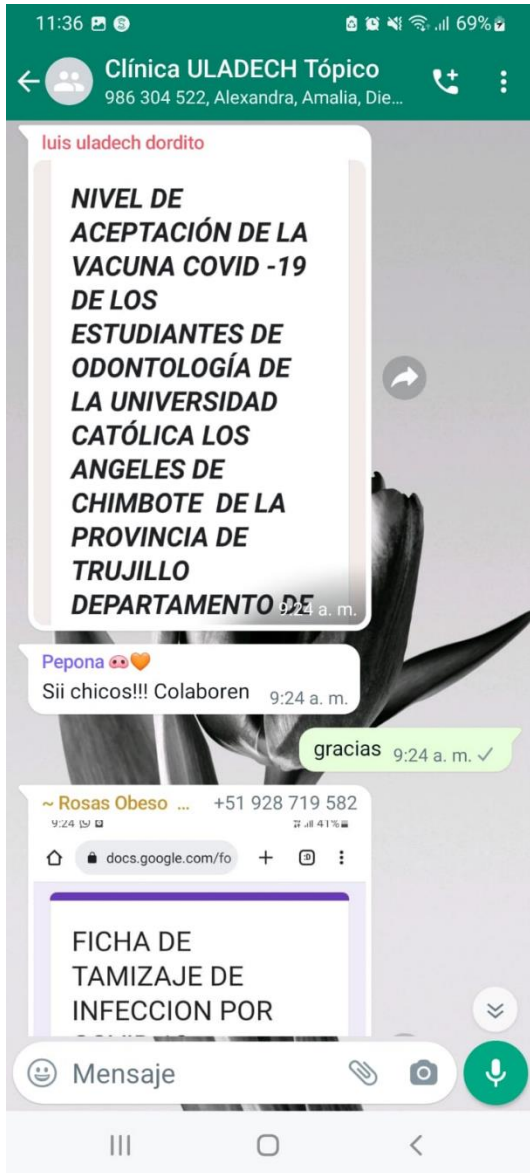 11:36 69%
Clínica ULADECH Tópico
986 304 522, Alexandra, Amalia, Die...
luis uladech dordito
NIVEL DE
ACEPTACIÓN DE LA
VACUNA COVID -19
DE LOS
ESTUDIANTES DE
ODONTOLOGÍA DE
LA UNIVERSIDAD
CATÓLICA LOS
ANGELES DE
CHIMBOTE DE LA
PROVINCIA DE
TRUJILLO
DEPARTAMENTO DE
9:24 a. m.
Pepona
Sii chicos!!! Colaboren 9:24 a. m.
gracias 9:24 a. m.
~ Rosas Obeso ... +51 928 719 582
9:24 41%
docs.google.com/fo
FICHA DE
TAMIZAJE DE
INFECCION POR
Mensaje